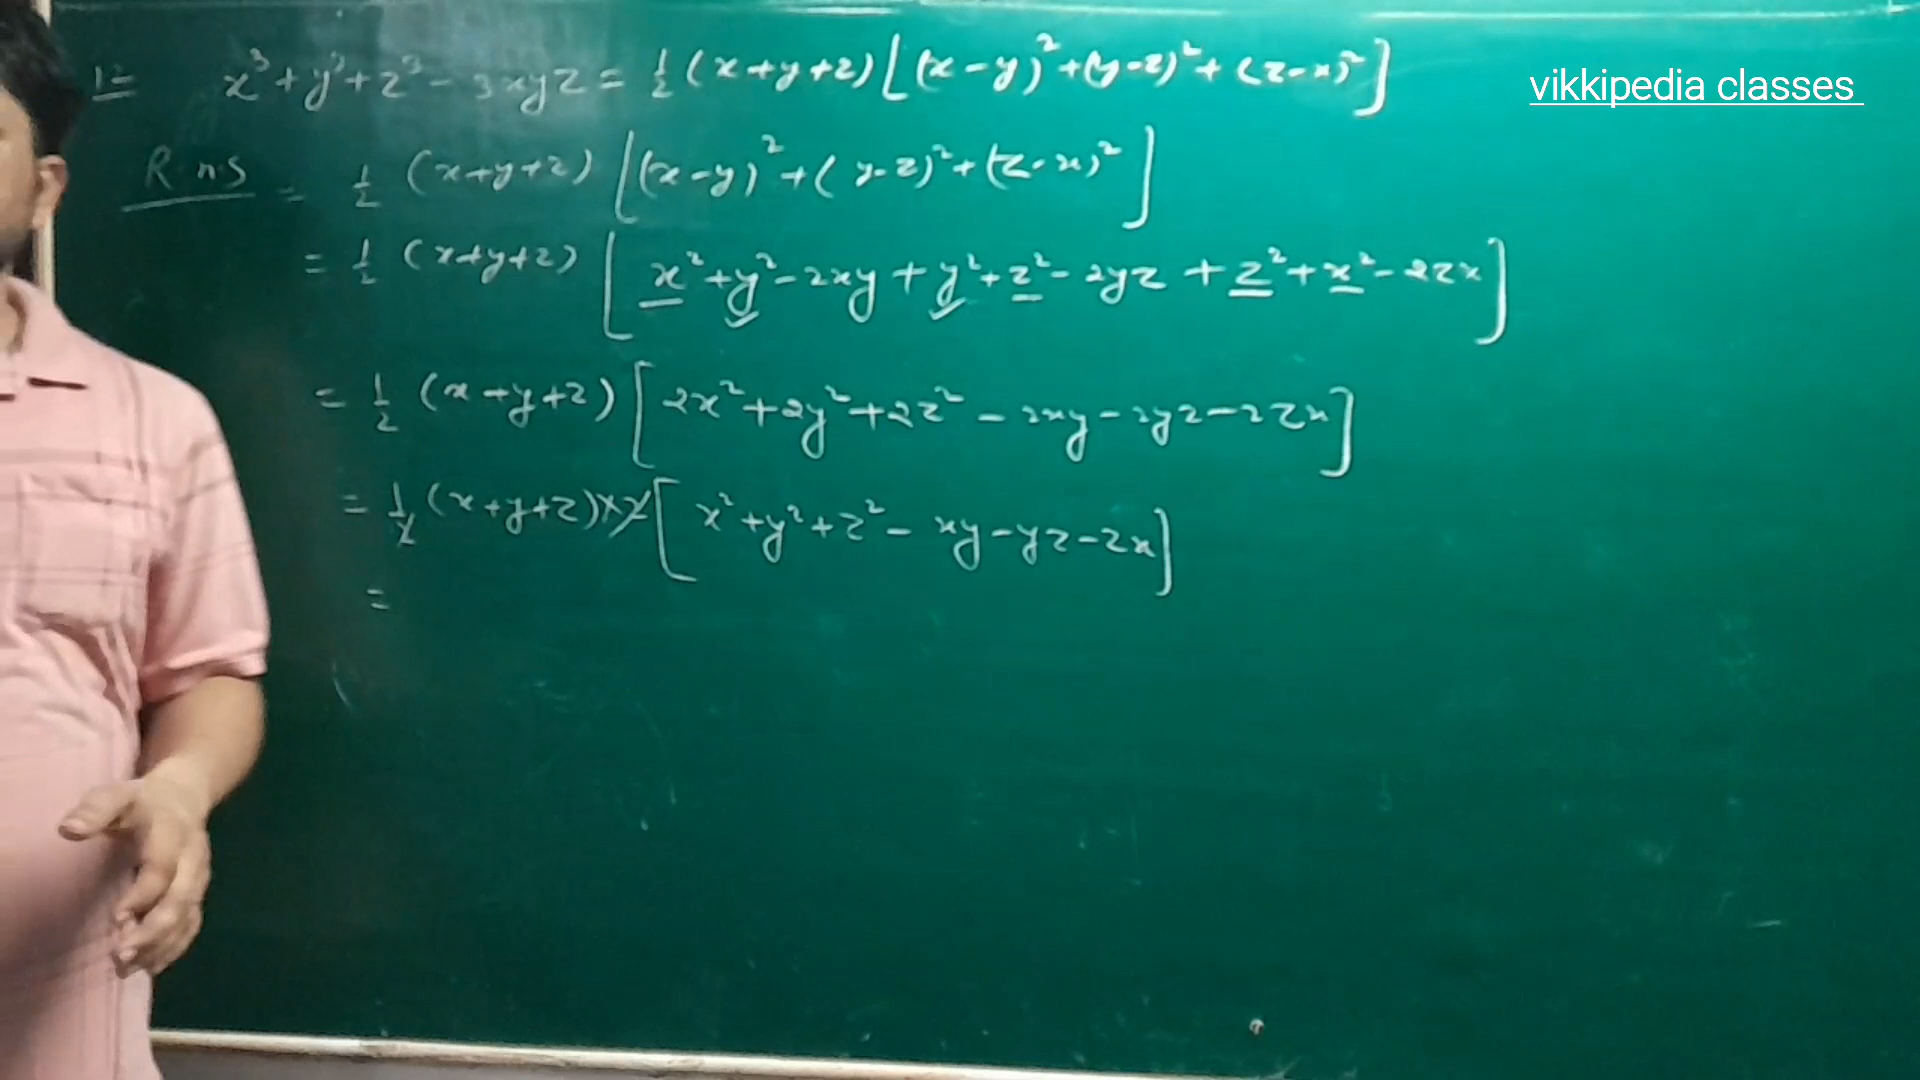 12 x³+y³+z³-3xyz = 1/2 (x+y+z) [(x-y)²+(y-z)²+(z-x)²]
vikkipedia classes
R.H.S = 1/2 (x+y+z) [(x-y)²+(y-z)²+(z-x)²]
= 1/2 (x+y+z) [x²+y²-2xy+y²+z²-2yz+z²+x²-2zx]
= 1/2 (x+y+z) [2x²+2y²+2z²-2xy-2yz-2zx]
= 1/2 (x+y+z)×2 [x²+y²+z²-xy-yz-zx]
=